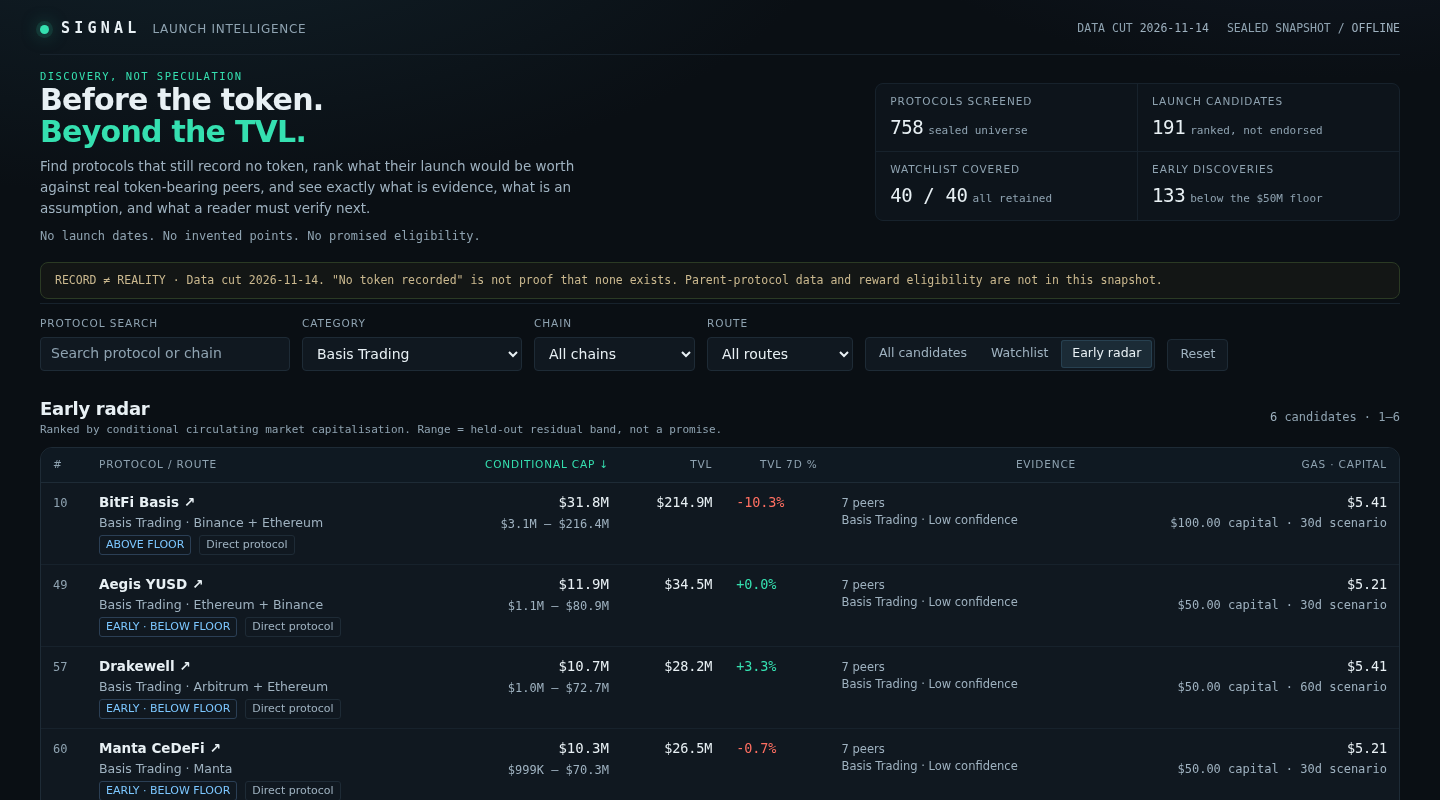 SIGNAL LAUNCH INTELLIGENCE
DATA CUT 2026-11-14 SEALED SNAPSHOT / OFFLINE
DISCOVERY, NOT SPECULATION
Before the token.
Beyond the TVL.
Find protocols that still record no token, rank what their launch would be worth
against real token-bearing peers, and see exactly what is evidence, what is an
assumption, and what a reader must verify next.
No launch dates. No invented points. No promised eligibility.
PROTOCOLS SCREENED
758 sealed universe
LAUNCH CANDIDATES
191 ranked, not endorsed
WATCHLIST COVERED
40 / 40 all retained
EARLY DISCOVERIES
133 below the $50M floor
RECORD ≠ REALITY · Data cut 2026-11-14. "No token recorded" is not proof that none exists. Parent-protocol data and reward eligibility are not in this snapshot.
PROTOCOL SEARCH CATEGORY CHAIN ROUTE
Search protocol or chain Basis Trading All chains All routes All candidates Watchlist Early radar Reset
Early radar
Ranked by conditional circulating market capitalisation. Range = held-out residual band, not a promise.
6 candidates · 1–6
# PROTOCOL / ROUTE CONDITIONAL CAP ↓ TVL TVL 7D % EVIDENCE GAS · CAPITAL
10 BitFi Basis ↗ $31.8M $214.9M -10.3% 7 peers $5.41
Basis Trading · Binance + Ethereum $3.1M — $216.4M Basis Trading · Low confidence $100.00 capital · 30d scenario
ABOVE FLOOR Direct protocol
49 Aegis YUSD ↗ $11.9M $34.5M +0.0% 7 peers $5.21
Basis Trading · Ethereum + Binance $1.1M — $80.9M Basis Trading · Low confidence $50.00 capital · 30d scenario
EARLY · BELOW FLOOR Direct protocol
57 Drakewell ↗ $10.7M $28.2M +3.3% 7 peers $5.41
Basis Trading · Arbitrum + Ethereum $1.0M — $72.7M Basis Trading · Low confidence $50.00 capital · 60d scenario
EARLY · BELOW FLOOR Direct protocol
60 Manta CeDeFi ↗ $10.3M $26.5M -0.7% 7 peers $5.21
Basis Trading · Manta $999K — $70.3M Basis Trading · Low confidence $50.00 capital · 30d scenario
EARLY · BELOW FLOOR Direct protocol